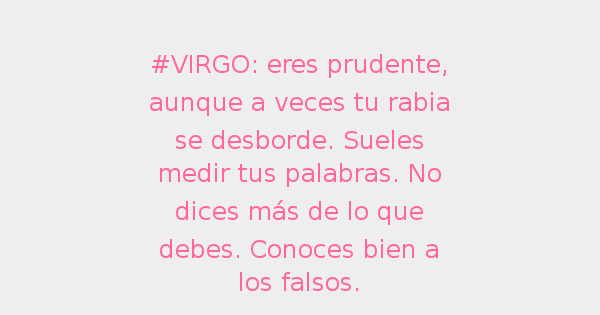 #VIRGO: eres prudente,
aunque a veces tu rabia
se desborde. Sueles
medir tus palabras. No
dices más de lo que
debes. Conoces bien a
los falsos.